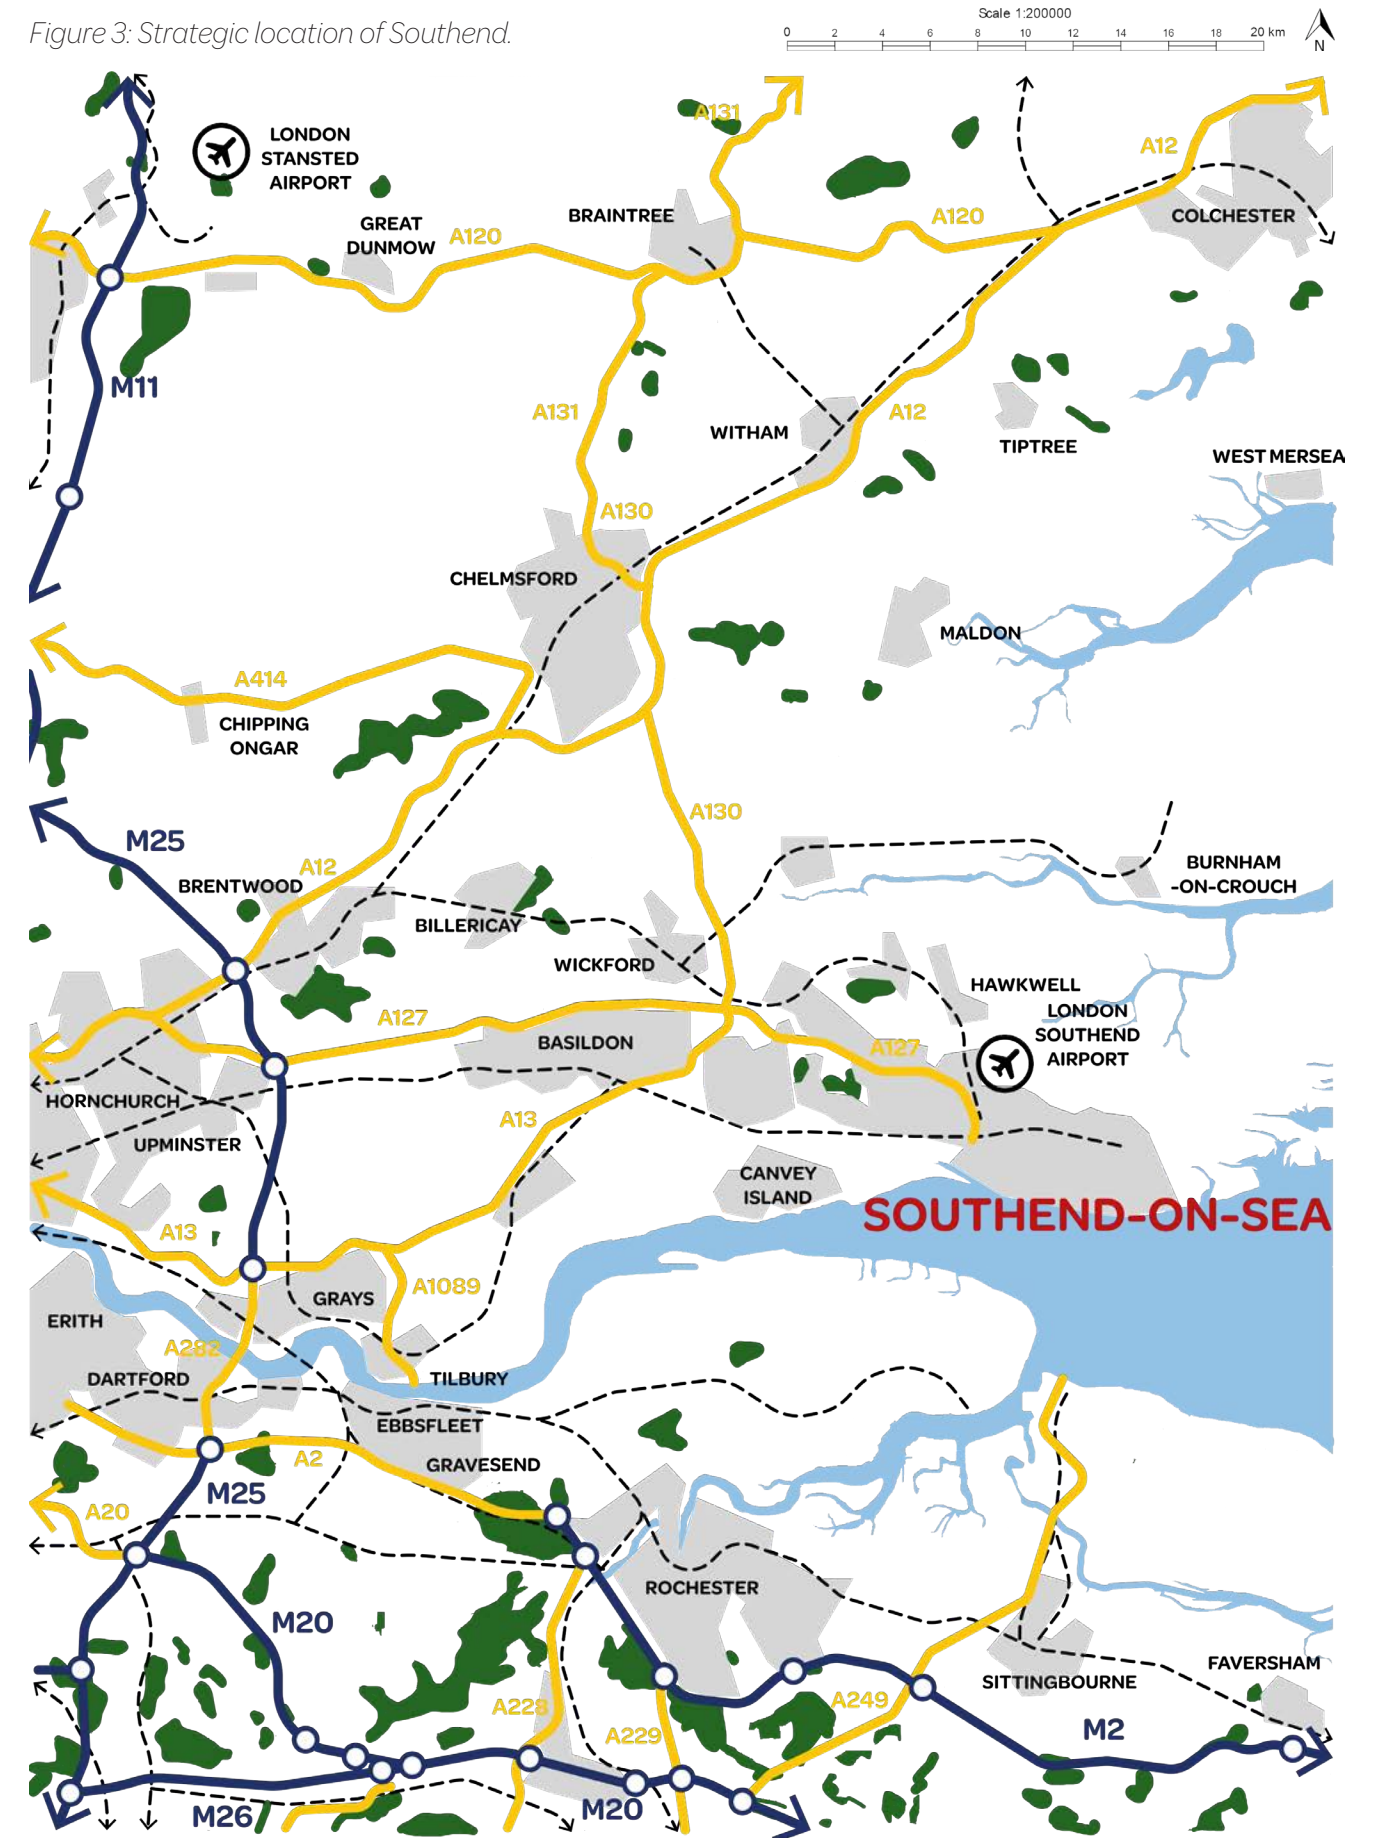 Figure 3: Strategic location of Southend.
Scale 1:200000
0 2 4 6 8 10 12 14 16 18 20 km
N
A131
LONDON
STANSTED
AIRPORT
A12
GREAT
DUNMOW
A120
BRAINTREE
A120
COLCHESTER
M11
A131
A12
WITHAM
TIPTREE
WEST MERSEA
A130
CHELMSFORD
MALDON
A414
CHIPPING
ONGAR
A130
M25
A12
BRENTWOOD
BURNHAM
-ON-CROUCH
BILLERICAY
WICKFORD
HAWKWELL
LONDON
SOUTHEND
AIRPORT
A127
BASILDON
A127
HORNCHURCH
UPMINSTER
A13
CANVEY
ISLAND
SOUTHEND-ON-SEA
A13
A1089
GRAYS
ERITH
A282
DARTFORD
TILBURY
EBBSFLEET
A2
GRAVESEND
M25
A20
ROCHESTER
M20
SITTINGBOURNE
FAVERSHAM
A228
A249
A229
M2
M26
M20